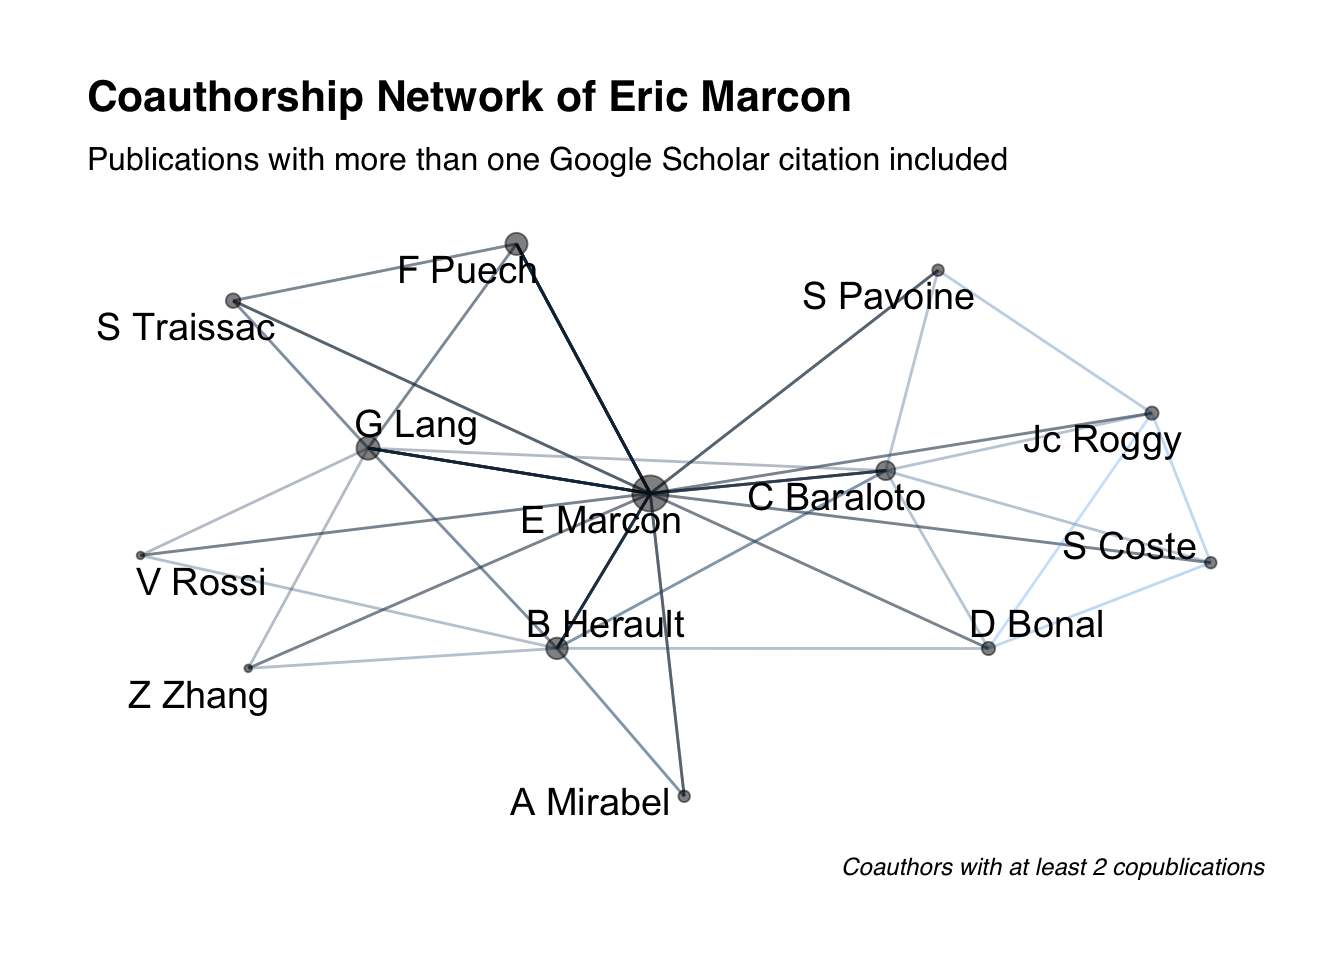 Coauthorship Network of Eric Marcon
Publications with more than one Google Scholar citation included
F Puech
S Pavoine
S Traissac
G Lang
Jc Roggy
C Baraloto
E Marcon
S Coste
V Rossi
B Herault
D Bonal
Z Zhang
A Mirabel
Coauthors with at least 2 copublications